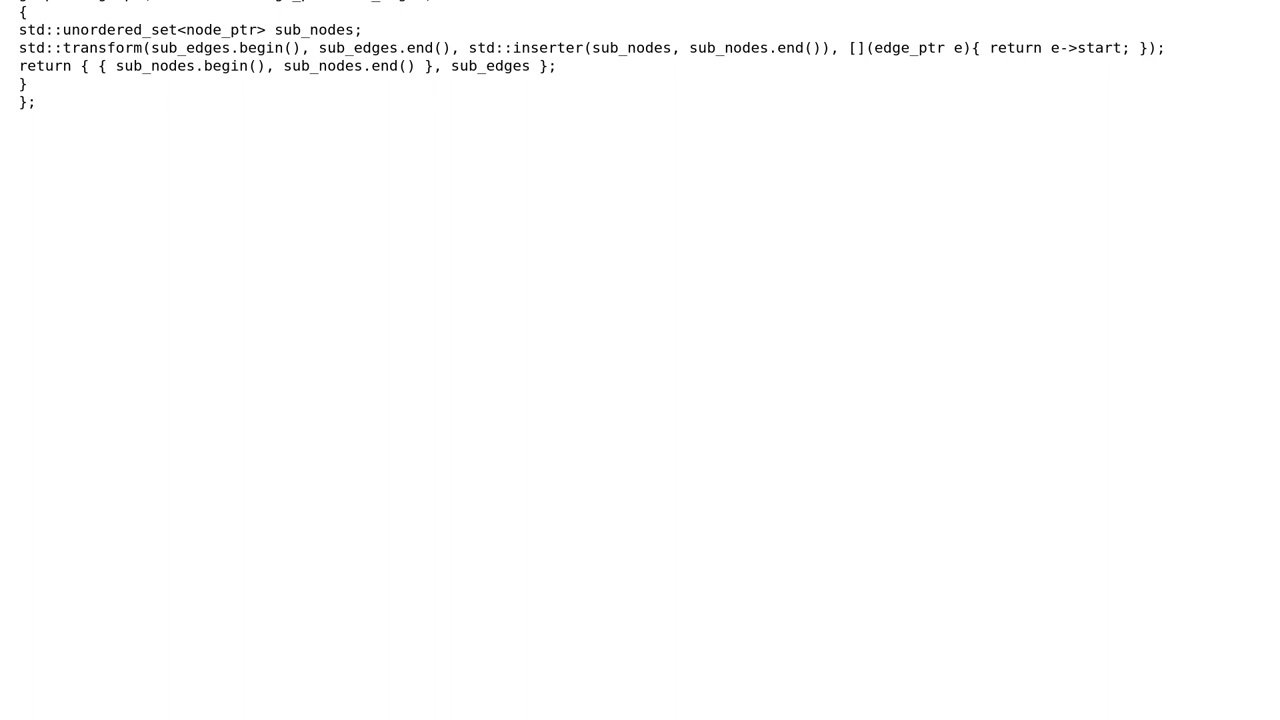 {
std::unordered_set<node_ptr> sub_nodes;
std::transform(sub_edges.begin(), sub_edges.end(), std::inserter(sub_nodes, sub_nodes.end()), [](edge_ptr e){ return e->start; });
return { { sub_nodes.begin(), sub_nodes.end() }, sub_edges };
}
};